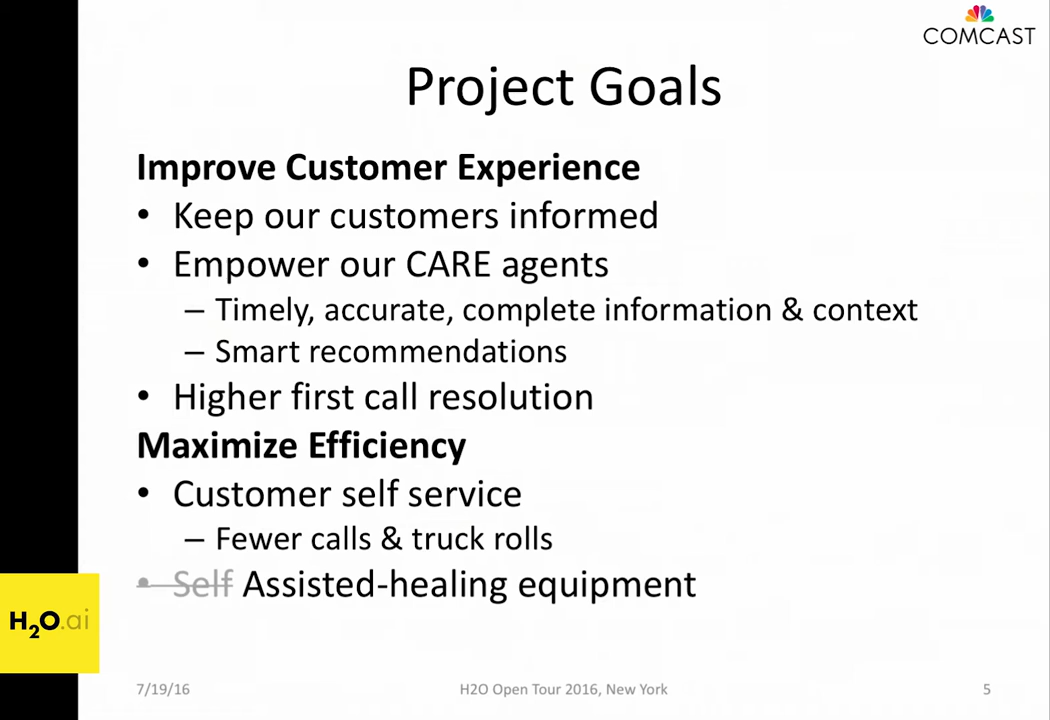 COMCAST
Project Goals
Improve Customer Experience
• Keep our customers informed
• Empower our CARE agents
– Timely, accurate, complete information & context
– Smart recommendations
• Higher first call resolution
Maximize Efficiency
• Customer self service
– Fewer calls & truck rolls
• Self Assisted-healing equipment
H2O.ai
7/19/16 H2O Open Tour 2016, New York 5